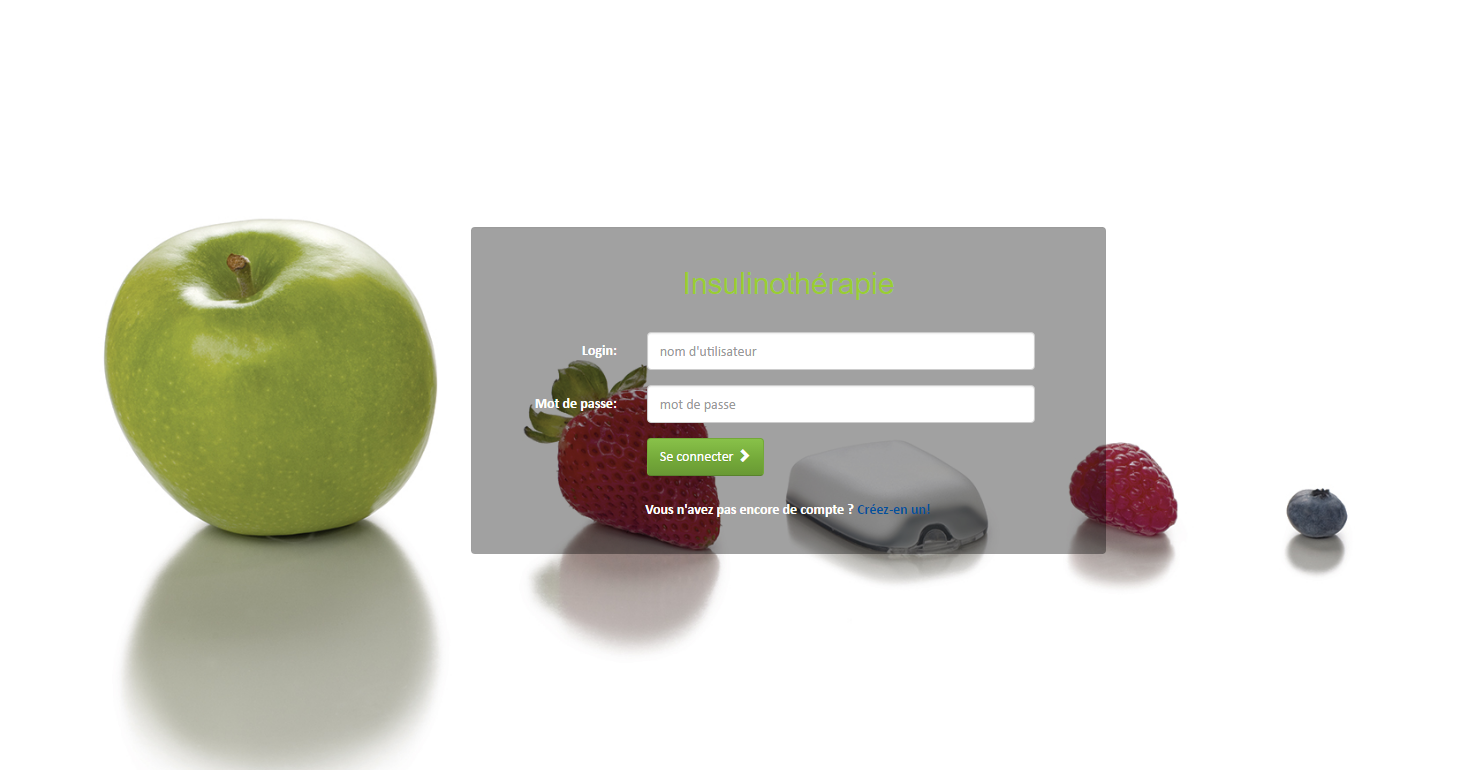 Insulinothérapie
Login:
nom d'utilisateur
Mot de passe:
mot de passe
Se connecter
Vous n'avez pas encore de compte ? Créez-en un!